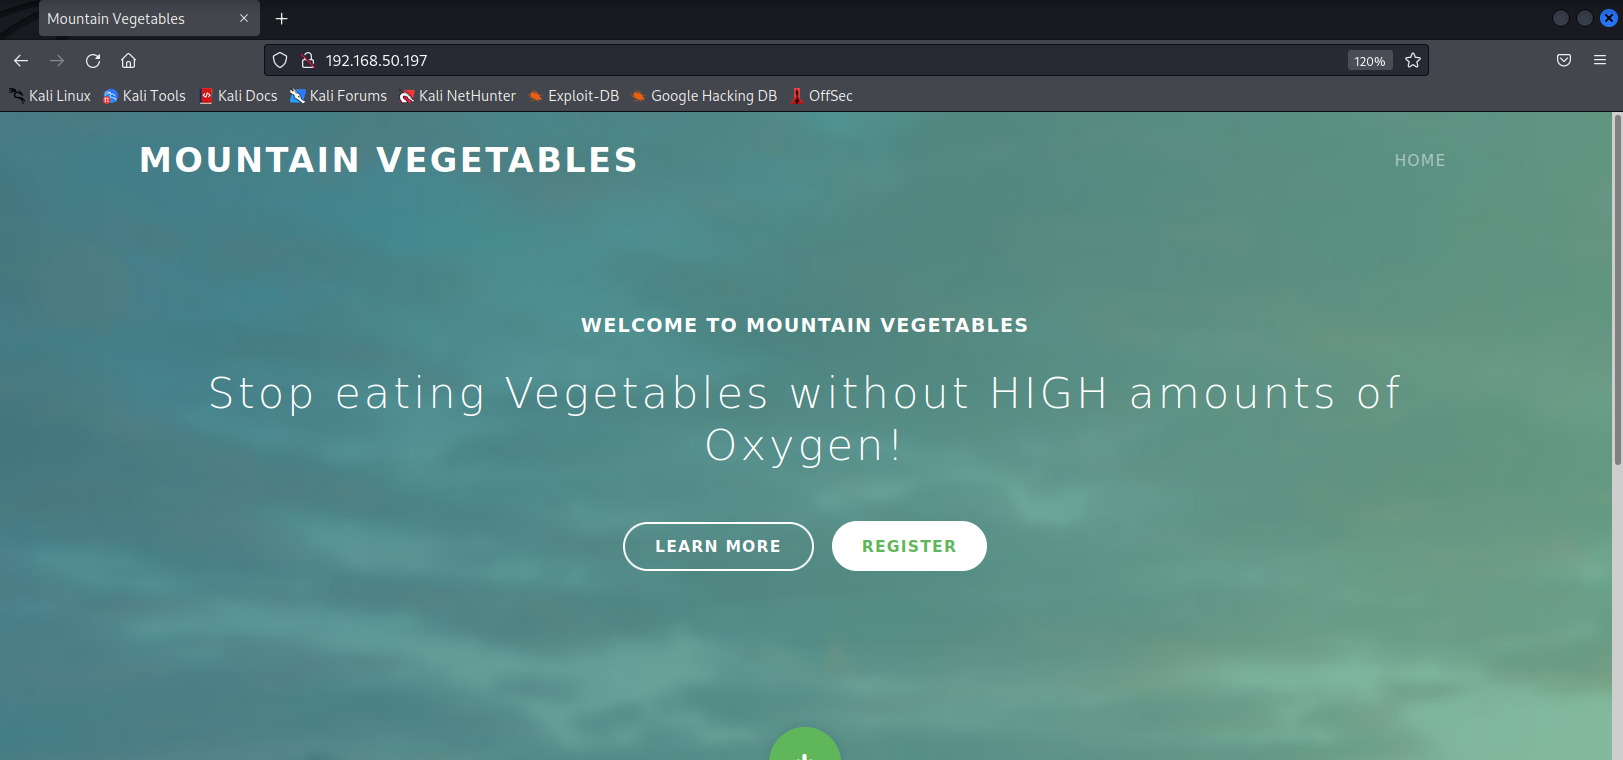 Mountain Vegetables
192.168.50.197
120%
Kali Linux Kali Tools Kali Docs Kali Forums Kali NetHunter Exploit-DB Google Hacking DB OffSec
MOUNTAIN VEGETABLES
HOME
WELCOME TO MOUNTAIN VEGETABLES
Stop eating Vegetables without HIGH amounts of
Oxygen!
LEARN MORE REGISTER